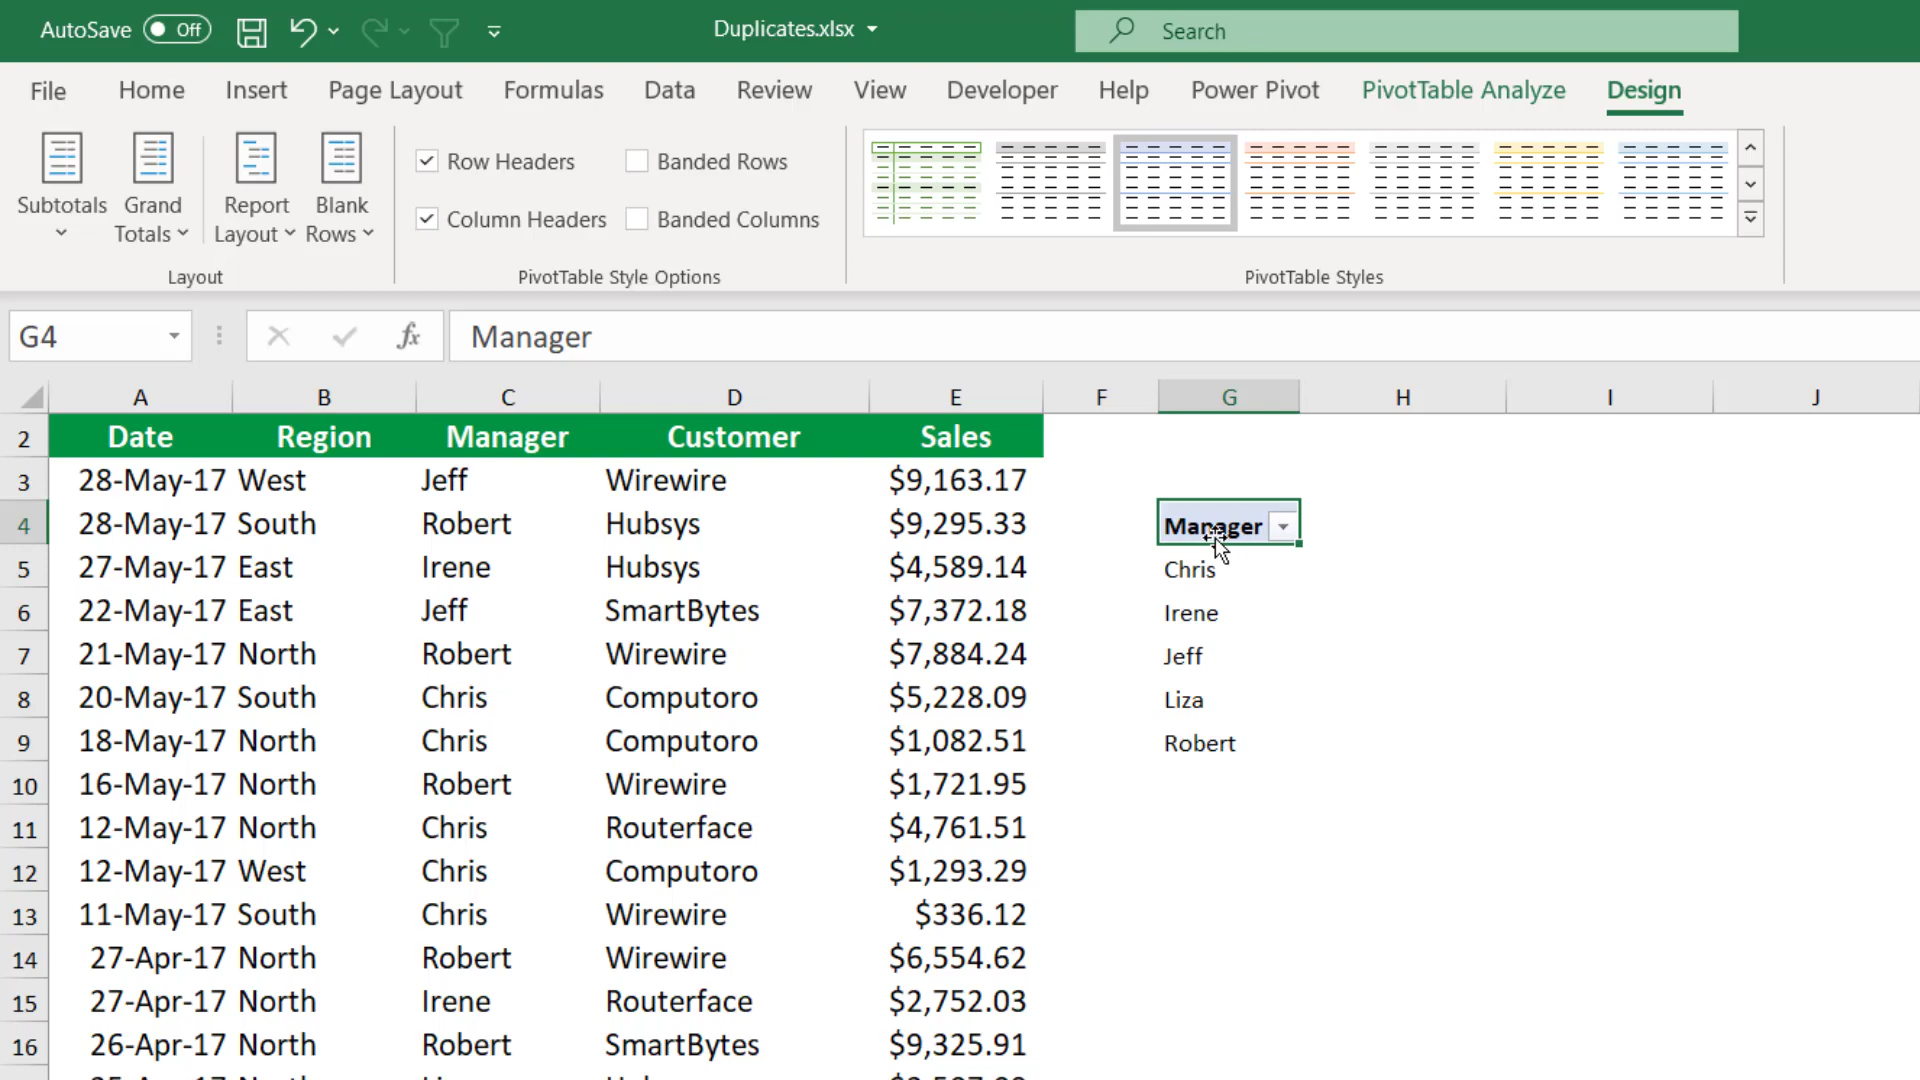 AutoSave Off Duplicates.xlsx Search
File Home Insert Page Layout Formulas Data Review View Developer Help Power Pivot PivotTable Analyze Design
Subtotals Grand Totals Report Layout Blank Rows
Row Headers Banded Rows
Column Headers Banded Columns
Layout PivotTable Style Options PivotTable Styles
G4 fx Manager
A B C D E F G H I J
2 Date Region Manager Customer Sales
3 28-May-17 West Jeff Wirewire $9,163.17
4 28-May-17 South Robert Hubsys $9,295.33 Manager
5 27-May-17 East Irene Hubsys $4,589.14 Chris
6 22-May-17 East Jeff SmartBytes $7,372.18 Irene
7 21-May-17 North Robert Wirewire $7,884.24 Jeff
8 20-May-17 South Chris Computoro $5,228.09 Liza
9 18-May-17 North Chris Computoro $1,082.51 Robert
10 16-May-17 North Robert Wirewire $1,721.95
11 12-May-17 North Chris Routerface $4,761.51
12 12-May-17 West Chris Computoro $1,293.29
13 11-May-17 South Chris Wirewire $336.12
14 27-Apr-17 North Robert Wirewire $6,554.62
15 27-Apr-17 North Irene Routerface $2,752.03
16 26-Apr-17 North Robert SmartBytes $9,325.91